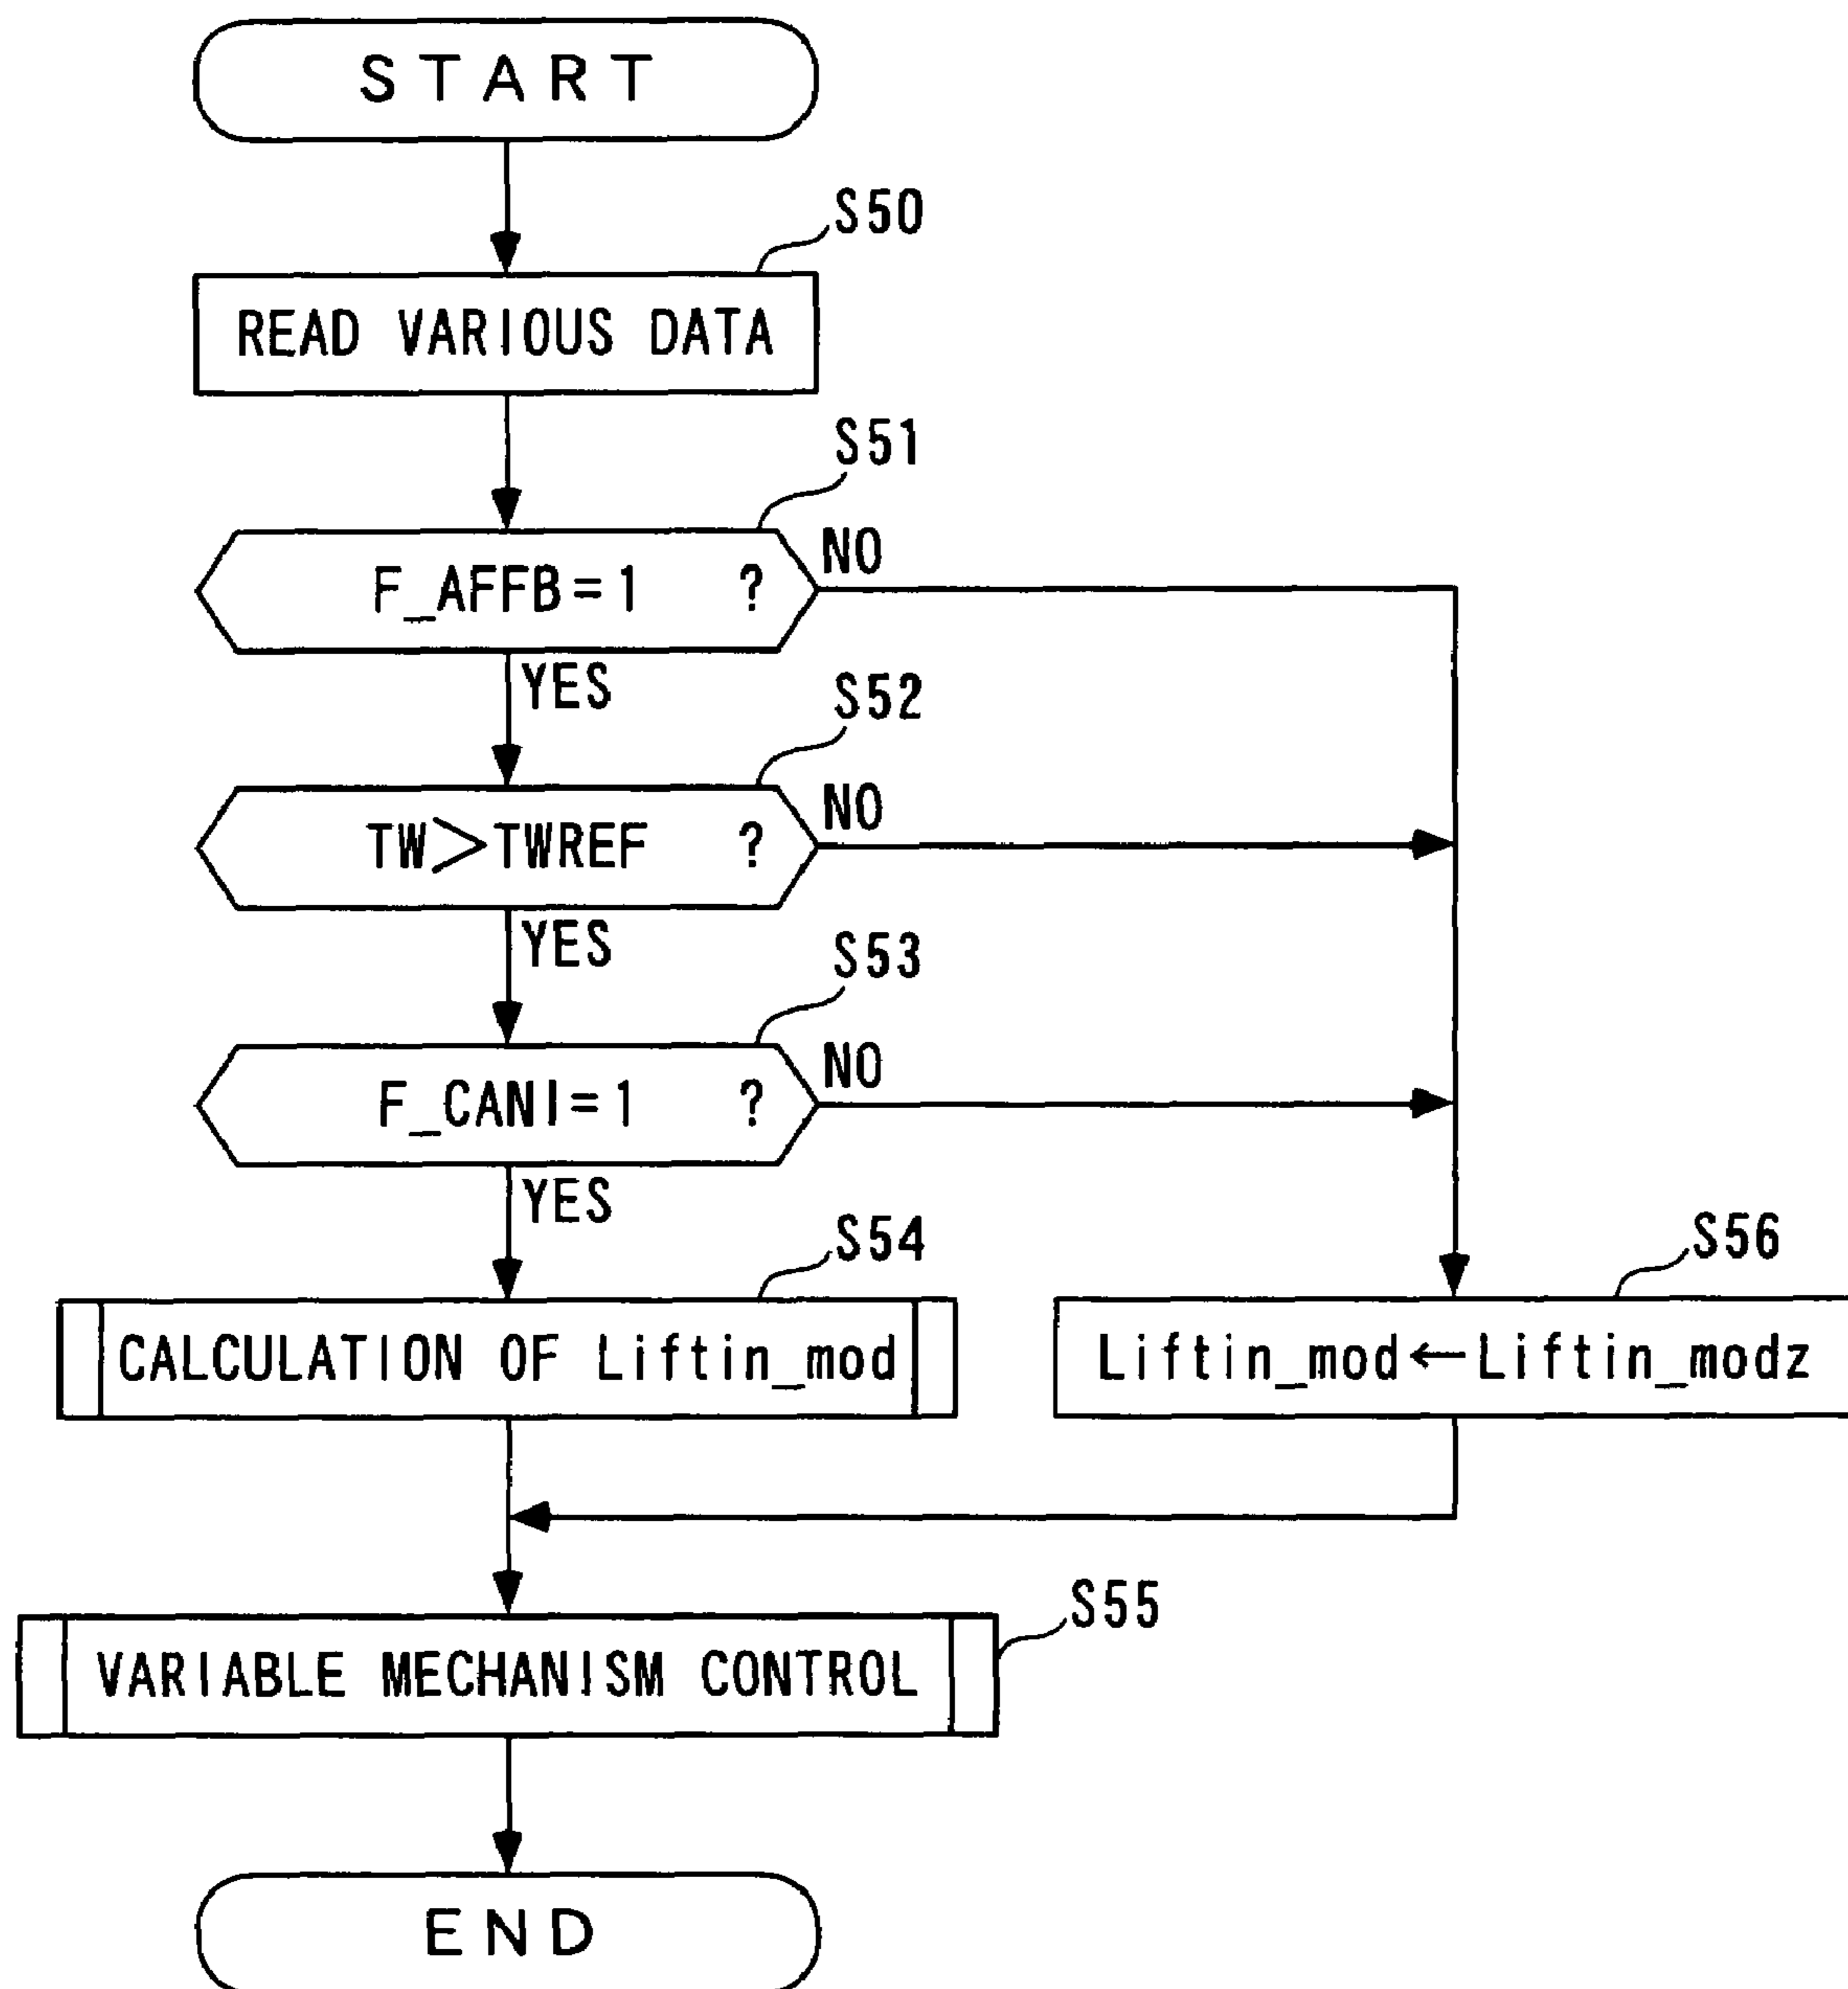 START
S50
READ VARIOUS DATA
S51
F_AFFB=1 ?
NO
YES
S52
TW>TWREF ?
NO
YES
S53
F_CANI=1 ?
NO
YES
S54
CALCULATION OF Liftin_mod
S56
Liftin_mod←Liftin_modz
S55
VARIABLE MECHANISM CONTROL
END